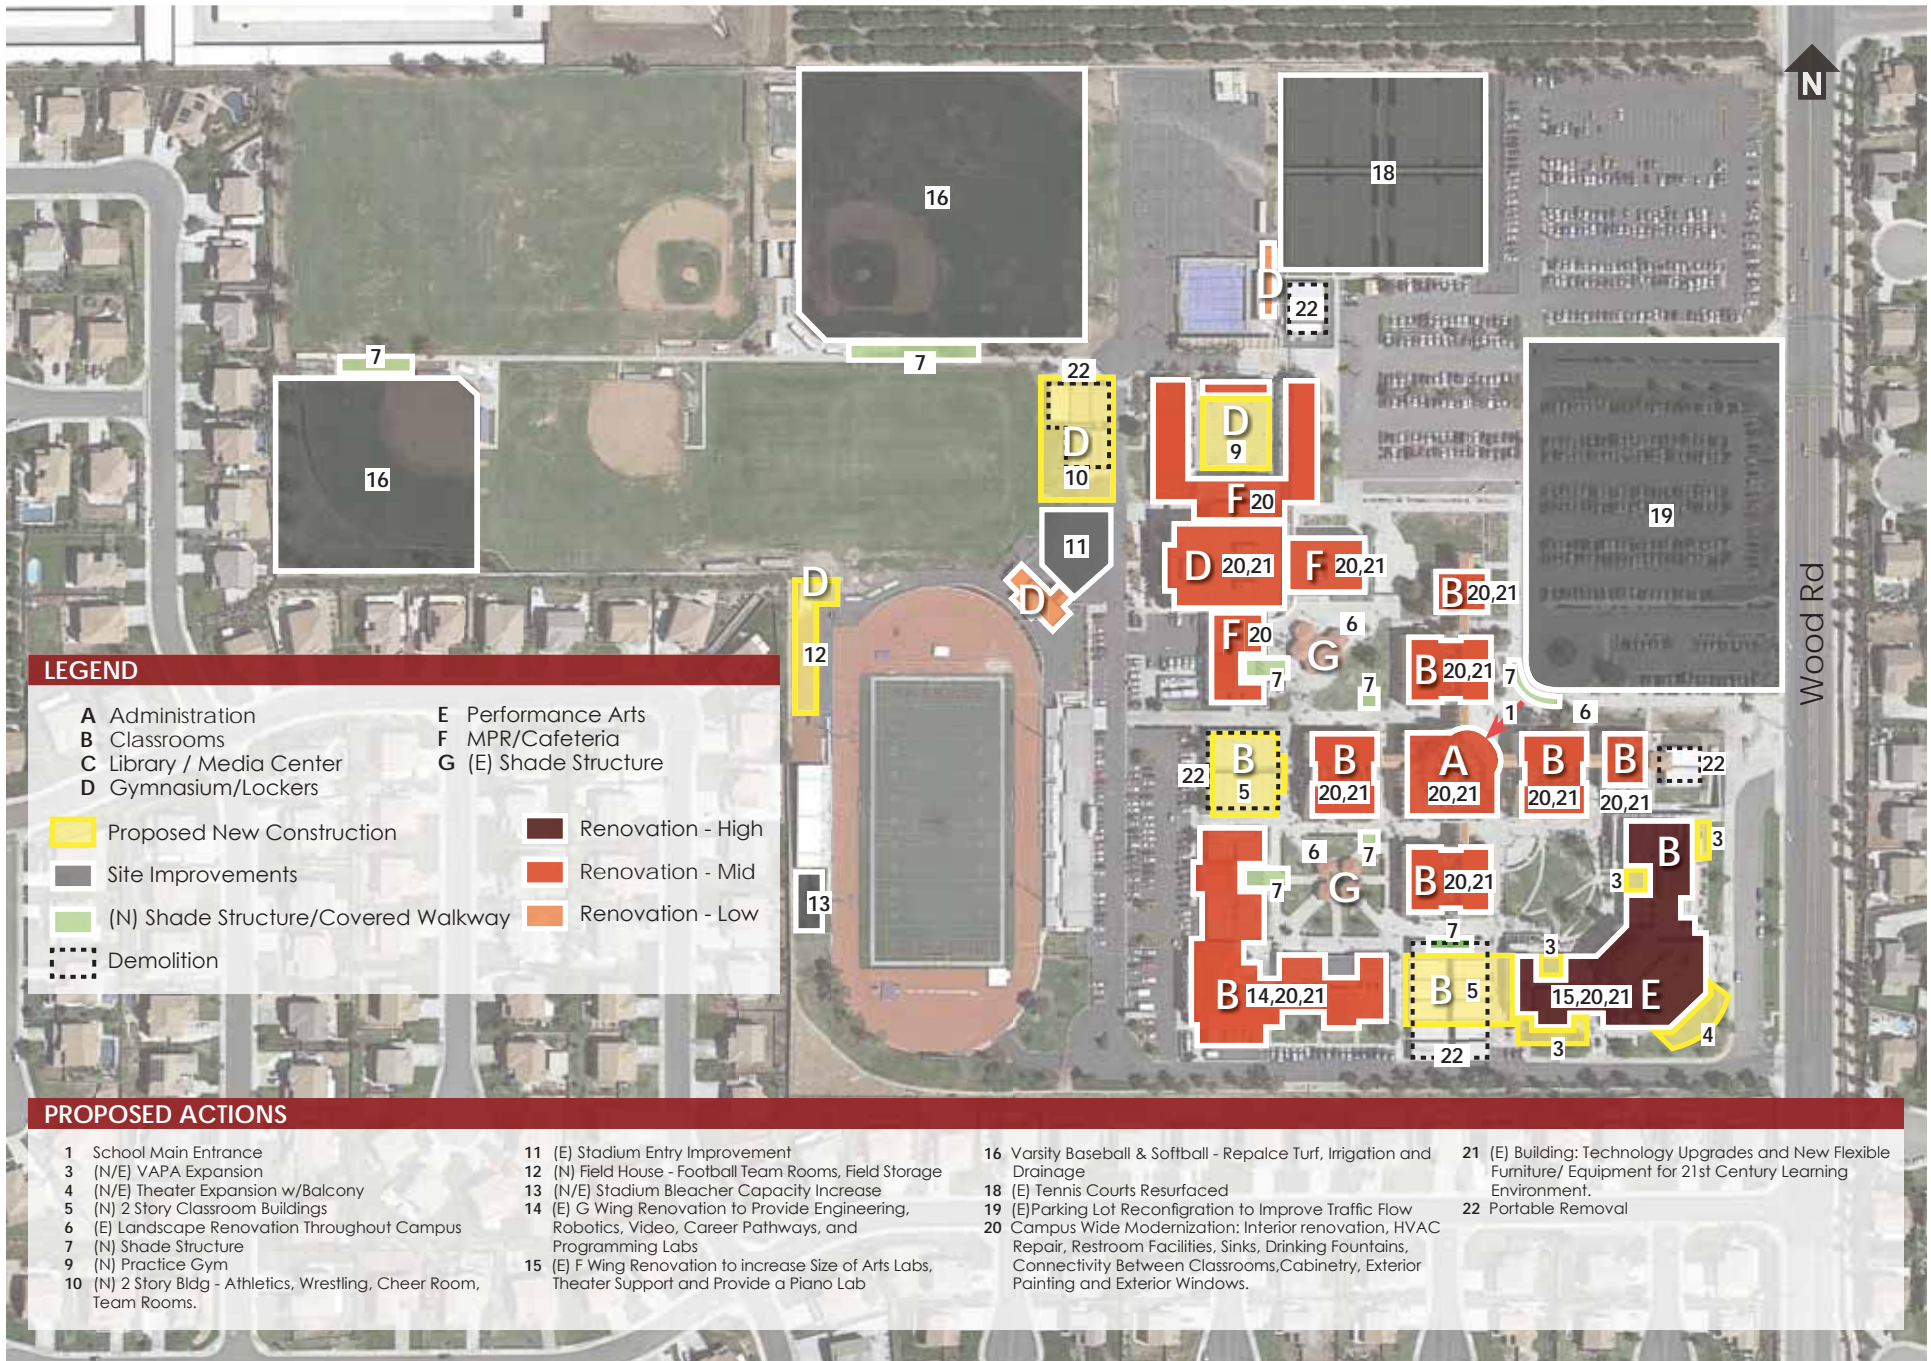 N
16
18
D
22
7
7
22
16
D
10
D
9
F 20
19
11
D 20,21
F 20,21
D
D
B 20,21
12
F 20
6
G
7
7
B 20,21
7
1
6
Wood Rd
LEGEND
A Administration
B Classrooms
C Library / Media Center
D Gymnasium/Lockers
E Performance Arts
F MPR/Cafeteria
G (E) Shade Structure
Proposed New Construction
Site Improvements
(N) Shade Structure/Covered Walkway
Demolition
Renovation - High
Renovation - Mid
Renovation - Low
22
B
5
B
20,21
A
20,21
B
20,21
B
20,21
22
13
6
7
7
G
B 20,21
B
3
3
7
3
B 14,20,21
B 5
15,20,21 E
22
3
4
PROPOSED ACTIONS
1 School Main Entrance
3 (N/E) VAPA Expansion
4 (N/E) Theater Expansion w/Balcony
5 (N) 2 Story Classroom Buildings
6 (E) Landscape Renovation Throughout Campus
7 (N) Shade Structure
9 (N) Practice Gym
10 (N) 2 Story Bldg - Athletics, Wrestling, Cheer Room,
Team Rooms.
11 (E) Stadium Entry Improvement
12 (N) Field House - Football Team Rooms, Field Storage
13 (N/E) Stadium Bleacher Capacity Increase
14 (E) G Wing Renovation to Provide Engineering,
Robotics, Video, Career Pathways, and
Programming Labs
15 (E) F Wing Renovation to increase Size of Arts Labs,
Theater Support and Provide a Piano Lab
16 Varsity Baseball & Softball - Repalce Turf, Irrigation and
Drainage
18 (E) Tennis Courts Resurfaced
19 (E)Parking Lot Reconfigration to Improve Traffic Flow
20 Campus Wide Modernization: Interior renovation, HVAC
Repair, Restroom Facilities, Sinks, Drinking Fountains,
Connectivity Between Classrooms,Cabinetry, Exterior
Painting and Exterior Windows.
21 (E) Building: Technology Upgrades and New Flexible
Furniture/ Equipment for 21st Century Learning
Environment.
22 Portable Removal